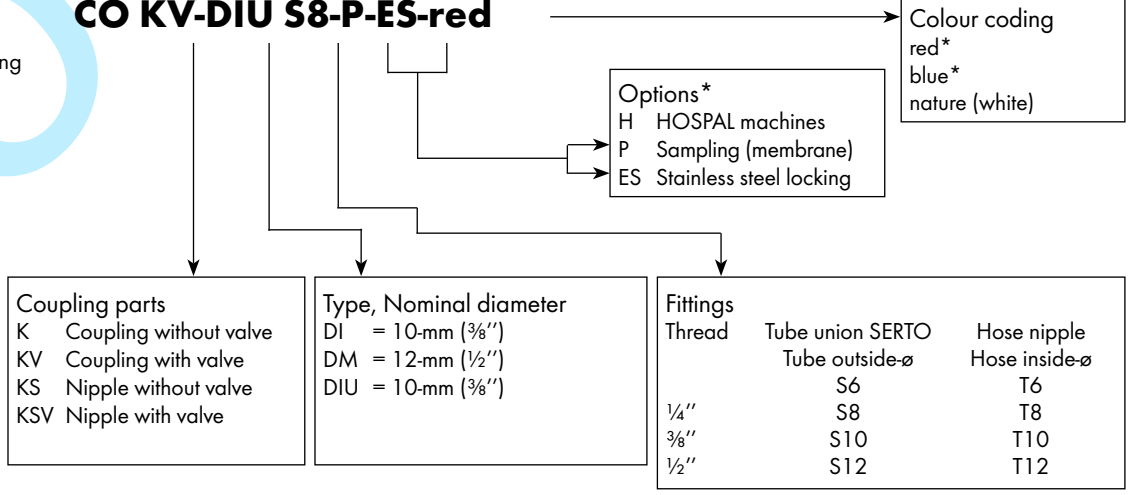 CO KV-DIU S8-P-ES-red
ng
Colour coding
red*
blue*
nature (white)
Options*
H HOSPAL machines
P Sampling (membrane)
ES Stainless steel locking
Coupling parts
K Coupling without valve
KV Coupling with valve
KS Nipple without valve
KSV Nipple with valve
Type, Nominal diameter
DI = 10-mm (⅜’’)
DM = 12-mm (½’’)
DIU = 10-mm (⅜’’)
Fittings
Thread Tube union SERTO Hose nipple
Tube outside-ø Hose inside-ø
S6 T6
¼’’ S8 T8
⅜’’ S10 T10
½’’ S12 T12